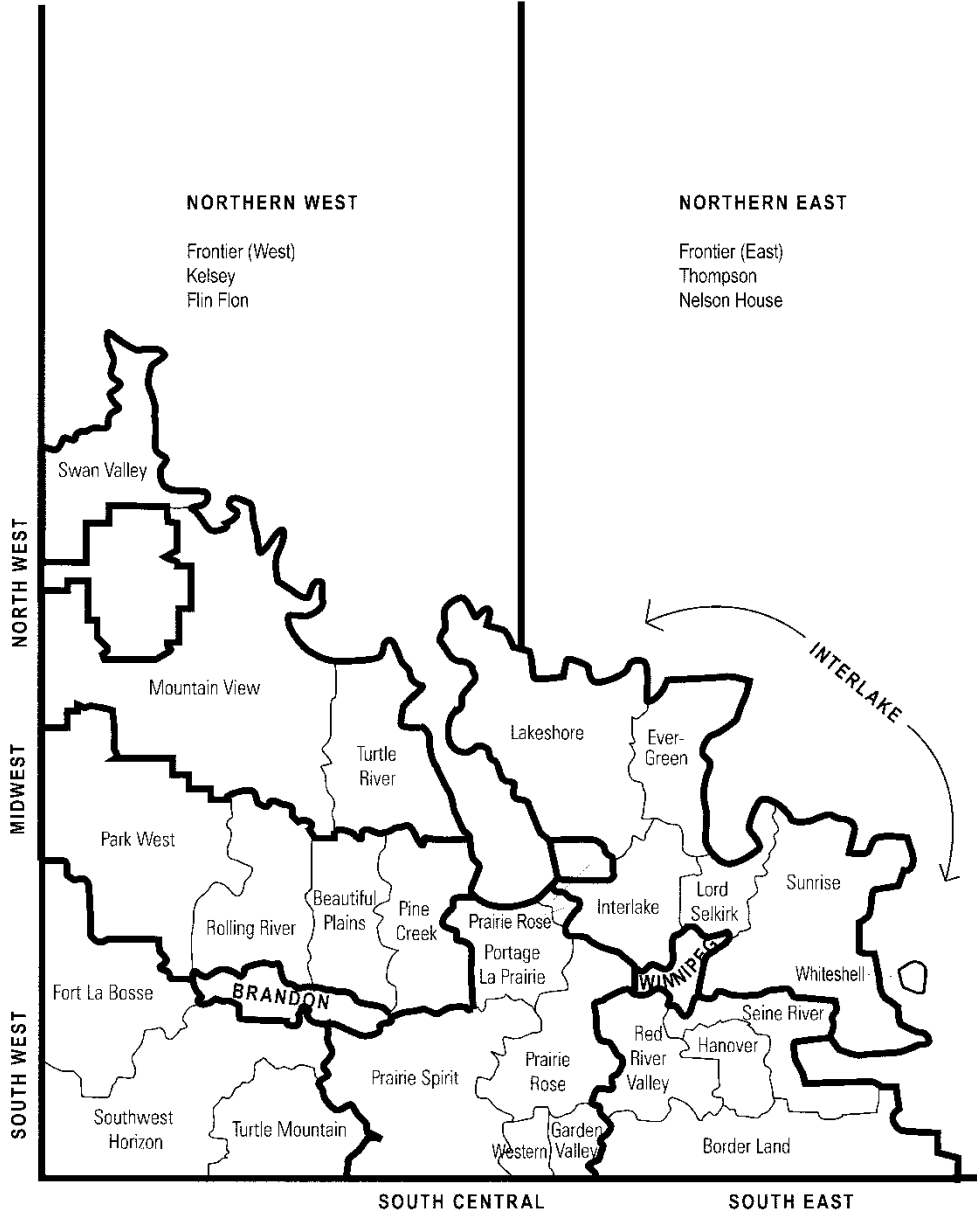 NORTHERN WEST
Frontier (West)
Kelsey
Flin Flon
NORTHERN EAST
Frontier (East)
Thompson
Nelson House
Swan Valley
NORTH WEST
Mountain View
INTERLAKE
Lakeshore
Ever-
Green
Turtle
River
MIDWEST
Park West
Rolling River
Beautiful
Plains
Pine
Creek
Prairie Rose
Portage
La Prairie
Interlake
Lord
Selkirk
Sunrise
WINNIPEG
Whiteshell
BRANDON
Fort La Bosse
Seine River
Hanover
Red
River
Valley
SOUTH WEST
Prairie Spirit
Prairie
Rose
Southwest
Horizon
Turtle Mountain
Western
Garden
Valley
Border Land
SOUTH CENTRAL
SOUTH EAST